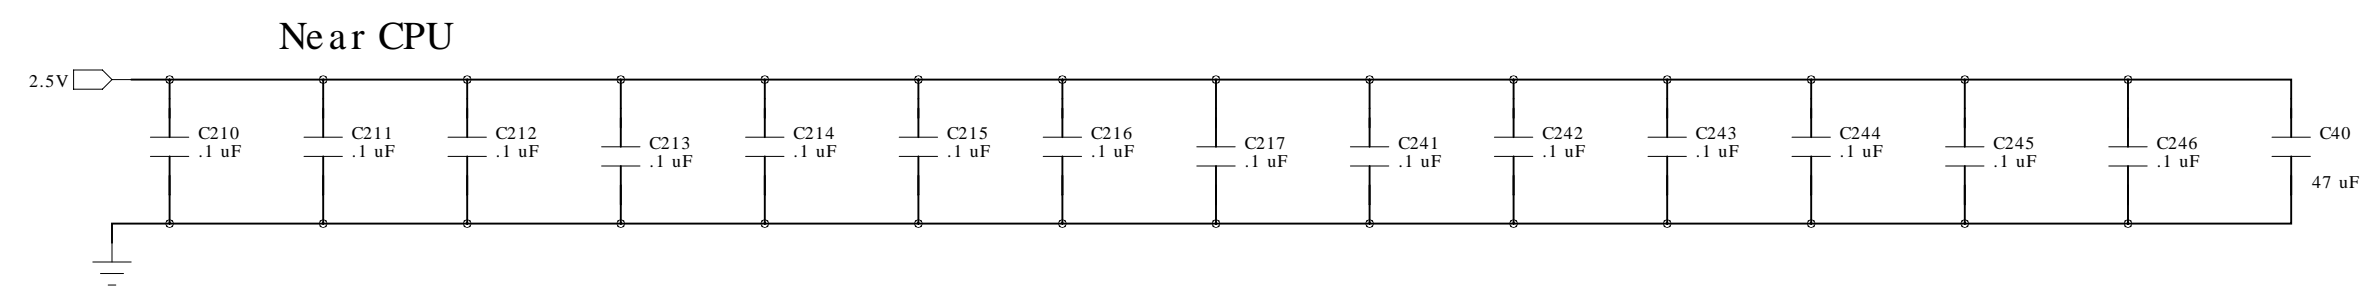 Near CPU
2.5V
C210
.1 uF
C211
.1 uF
C212
.1 uF
C213
.1 uF
C214
.1 uF
C215
.1 uF
C216
.1 uF
C217
.1 uF
C241
.1 uF
C242
.1 uF
C243
.1 uF
C244
.1 uF
C245
.1 uF
C246
.1 uF
C40
47 uF